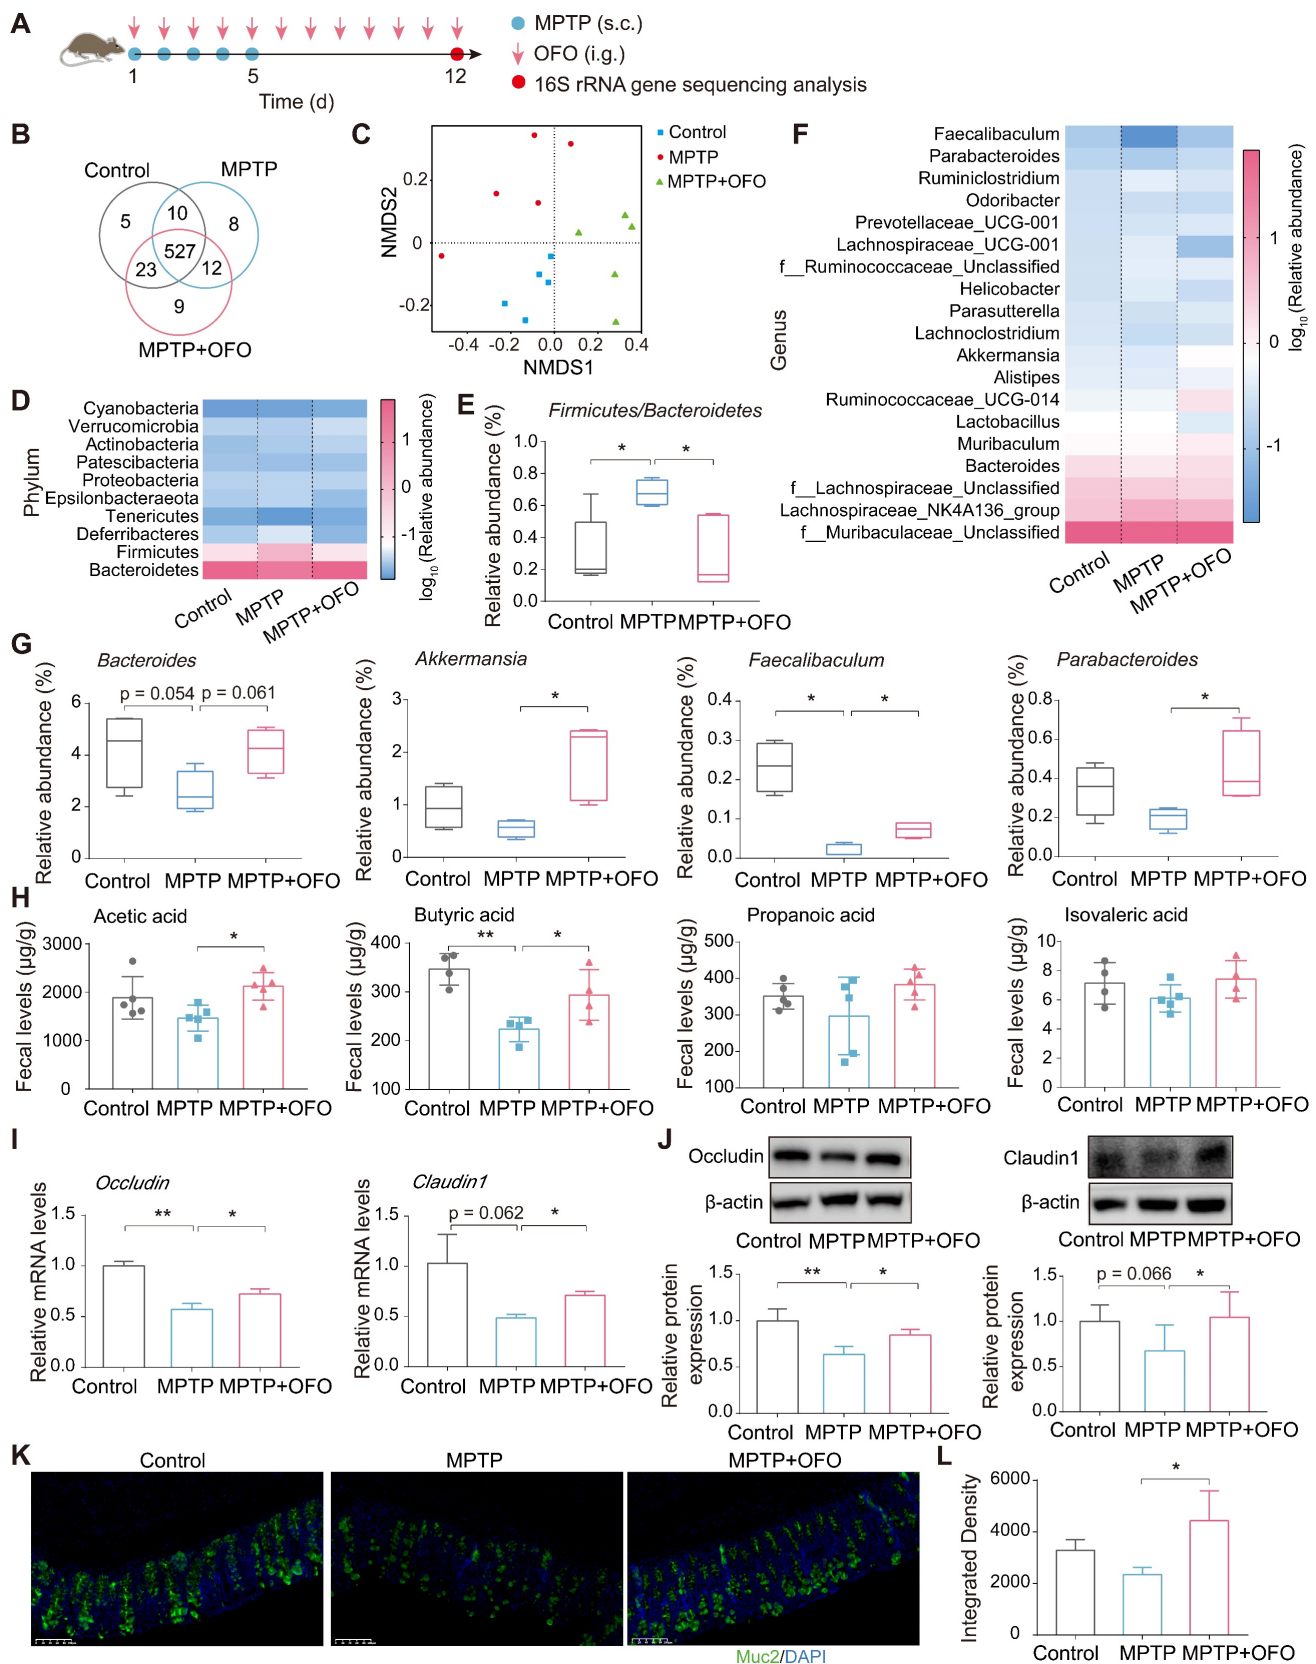 A
MPTP (s.c.)
OFO (i.g.)
16S rRNA gene sequencing analysis
1
5
12
Time (d)
B
Control
MPTP
5
10
8
527
23
12
9
MPTP+OFO
C
Control
MPTP
MPTP+OFO
NMDS2
0.2
0
-0.2
-0.4
-0.2
0.0
0.2
0.4
NMDS1
D
Phylum
Cyanobacteria
Verrucomicrobia
Actinobacteria
Patescibacteria
Proteobacteria
Epsilonbacteraeota
Tenericutes
Deferribacteres
Firmicutes
Bacteroidetes
Control
MPTP
MPTP+OFO
1
0
-1
log10 (Relative abundance)
E
Firmicutes/Bacteroidetes
Relative abundance (%)
1.0
0.8
0.6
0.4
0.2
0.0
*
*
Control MPTP MPTP+OFO
F
Genus
Faecalibaculum
Parabacteroides
Ruminiclostridium
Odoribacter
Prevotellaceae_UCG-001
Lachnospiraceae_UCG-001
f__Ruminococcaceae_Unclassified
Helicobacter
Parasutterella
Lachnoclostridium
Akkermansia
Alistipes
Ruminococcaceae_UCG-014
Lactobacillus
Muribaculum
Bacteroides
f__Lachnospiraceae_Unclassified
Lachnospiraceae_NK4A136_group
f__Muribaculaceae_Unclassified
Control
MPTP
MPTP+OFO
1
0
-1
log10 (Relative abundance)
G
Bacteroides
Relative abundance (%)
6
4
2
0
p = 0.054
p = 0.061
Control MPTP MPTP+OFO
Akkermansia
Relative abundance (%)
3
2
1
0
*
Control MPTP MPTP+OFO
Faecalibaculum
Relative abundance (%)
0.4
0.3
0.2
0.1
0.0
*
*
Control MPTP MPTP+OFO
Parabacteroides
Relative abundance (%)
0.8
0.6
0.4
0.2
0.0
*
Control MPTP MPTP+OFO
H
Acetic acid
Fecal levels (μg/g)
3000
2000
1000
0
*
Control MPTP MPTP+OFO
Butyric acid
Fecal levels (μg/g)
400
300
200
100
**
*
Control MPTP MPTP+OFO
Propanoic acid
Fecal levels (μg/g)
500
400
300
200
100
Control MPTP MPTP+OFO
Isovaleric acid
Fecal levels (μg/g)
10
8
6
4
2
0
Control MPTP MPTP+OFO
I
Occludin
Relative mRNA levels
1.5
1.0
0.5
0.0
**
*
Control MPTP MPTP+OFO
Claudin1
Relative mRNA levels
1.5
1.0
0.5
0.0
p = 0.062
*
Control MPTP MPTP+OFO
J
Occludin
β-actin
Control MPTP MPTP+OFO
Relative protein
expression
1.5
1.0
0.5
0.0
**
*
Control MPTP MPTP+OFO
Claudin1
β-actin
Control MPTP MPTP+OFO
Relative protein
expression
1.5
1.0
0.5
0.0
p = 0.066
*
Control MPTP MPTP+OFO
K
Control
MPTP
MPTP+OFO
Muc2/DAPI
L
Integrated Density
6000
4000
2000
0
*
Control MPTP MPTP+OFO